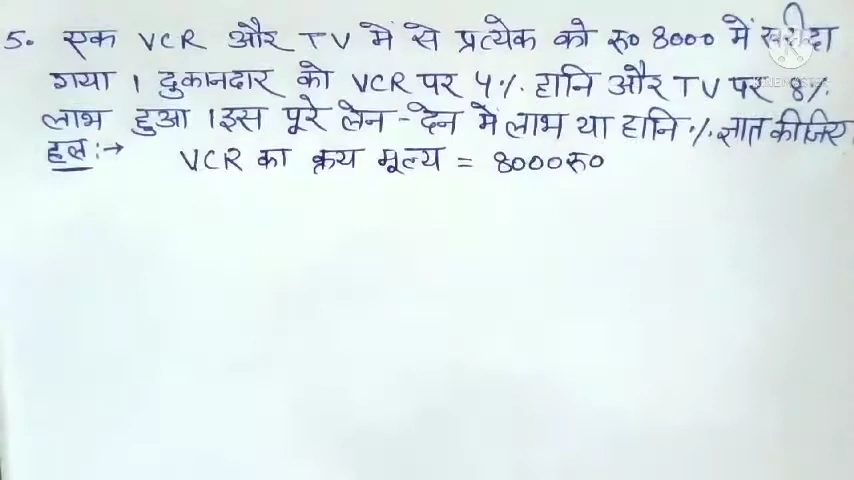 5. एक VCR और TV में से प्रत्येक को रू० 8000 में खरीदा
गया । दुकानदार को VCR पर 4% हानि और TV पर 8%
लाभ हुआ । इस पूरे लेन-देन में लाभ या हानि % ज्ञात कीजिए
हल :→ VCR का क्रय मूल्य = 8000रू०